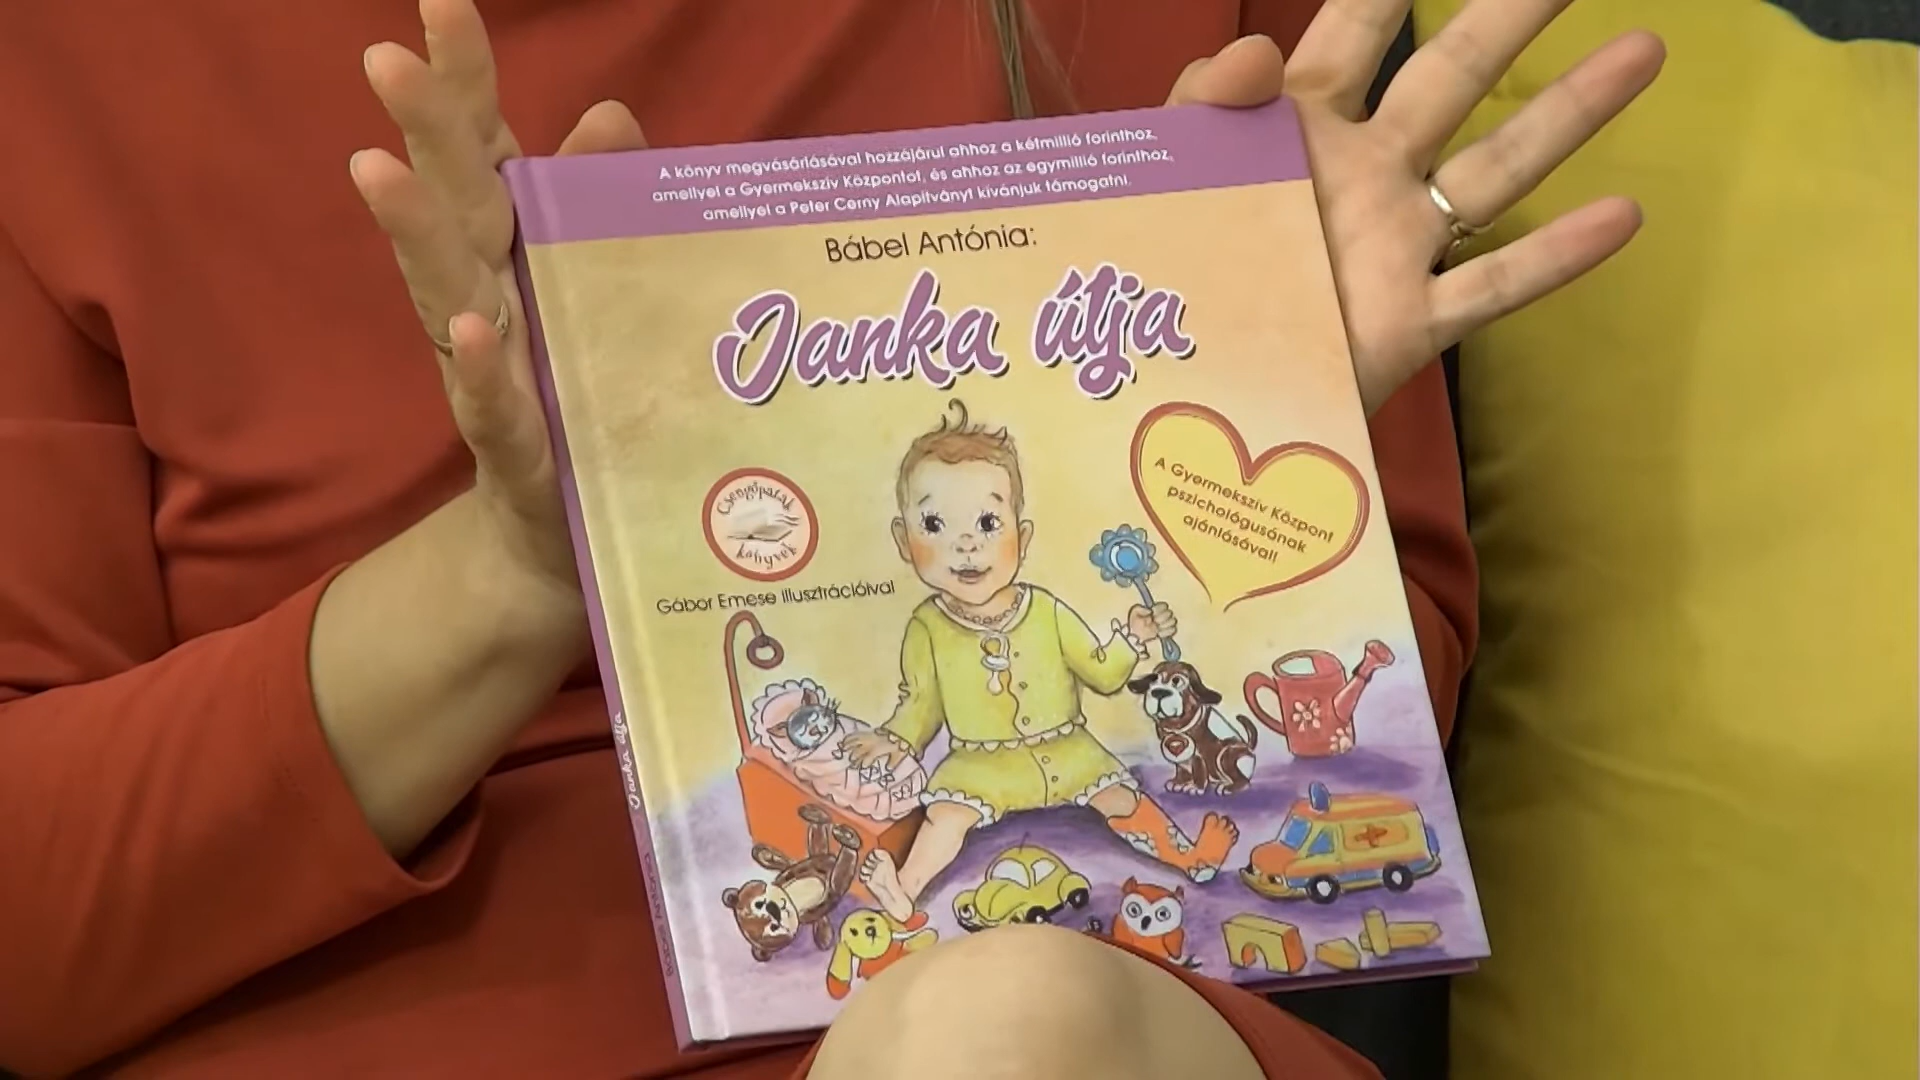 A könyv megvásárlásával hozzájárul ahhoz a kétmillió forinthoz,
amellyel a Gyermekszív Központot, és ahhoz az egymillió forinthoz,
amellyel a Peter Cerny Alapítványt kívánjuk támogatni.
Bábel Antónia:
Janka útja
A Gyermekszív Központ
pszichológusának
ajánlásával!
Csengőpatak
könyvek
Gábor Emese illusztrációival
Janka útja
Bábel Antónia